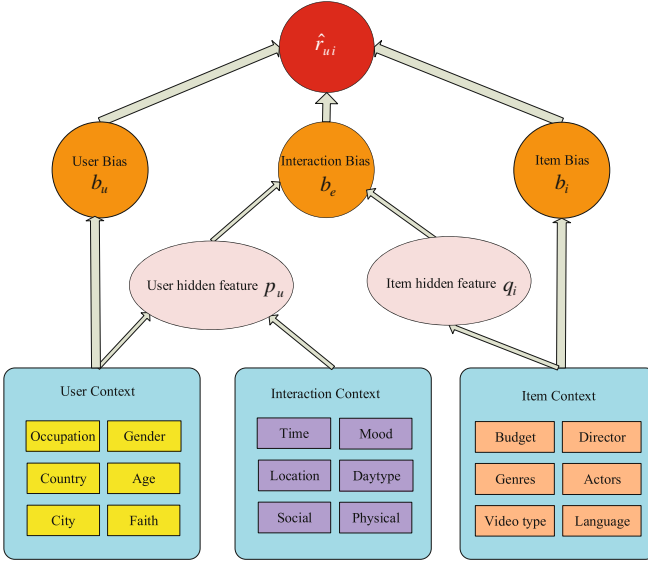 r̂ui
User Bias
bu
Interaction Bias
be
Item Bias
bi
User hidden feature pu
Item hidden feature qi
User Context
Occupation Gender
Country Age
City Faith
Interaction Context
Time Mood
Location Daytype
Social Physical
Item Context
Budget Director
Genres Actors
Video type Language